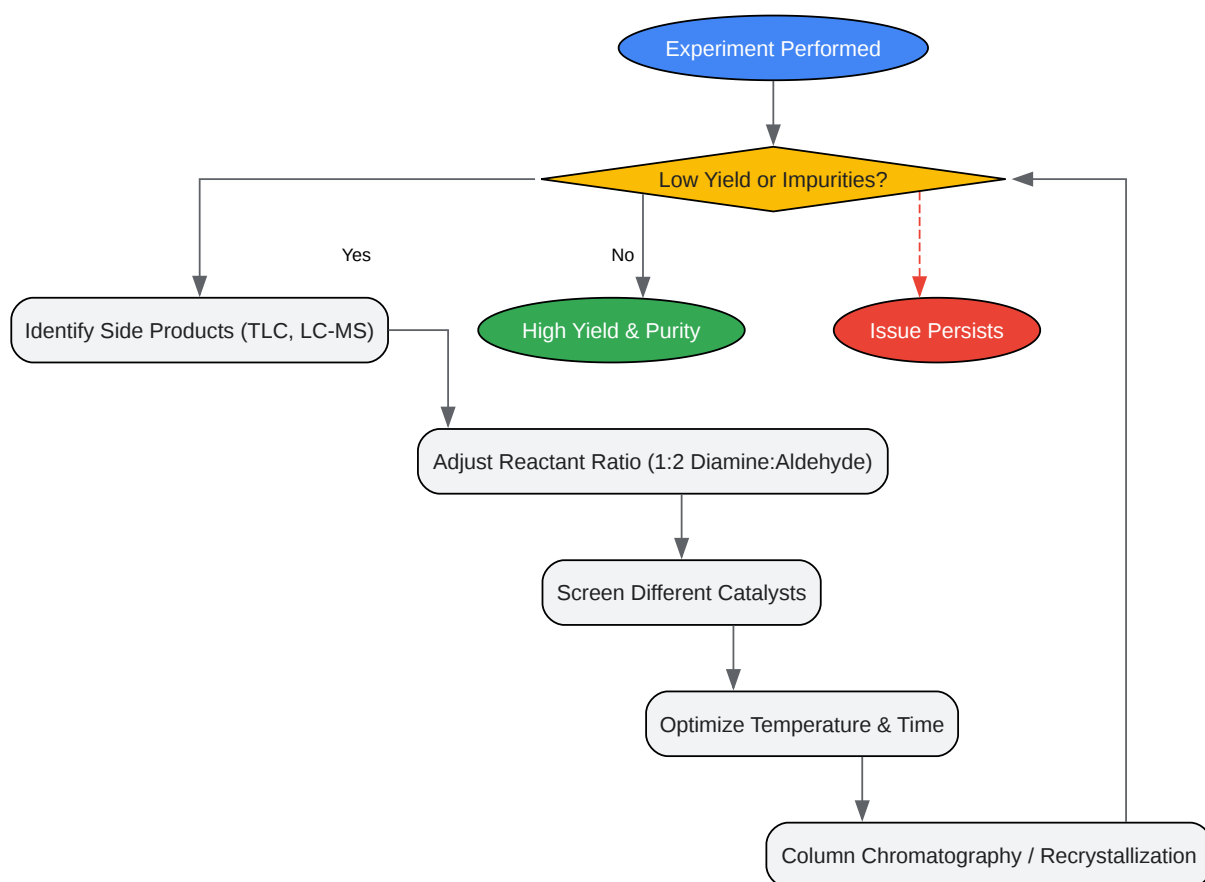 Experiment Performed
Low Yield or Impurities?
Yes
No
Identify Side Products (TLC, LC-MS)
High Yield & Purity
Issue Persists
Adjust Reactant Ratio (1:2 Diamine:Aldehyde)
Screen Different Catalysts
Optimize Temperature & Time
Column Chromatography / Recrystallization